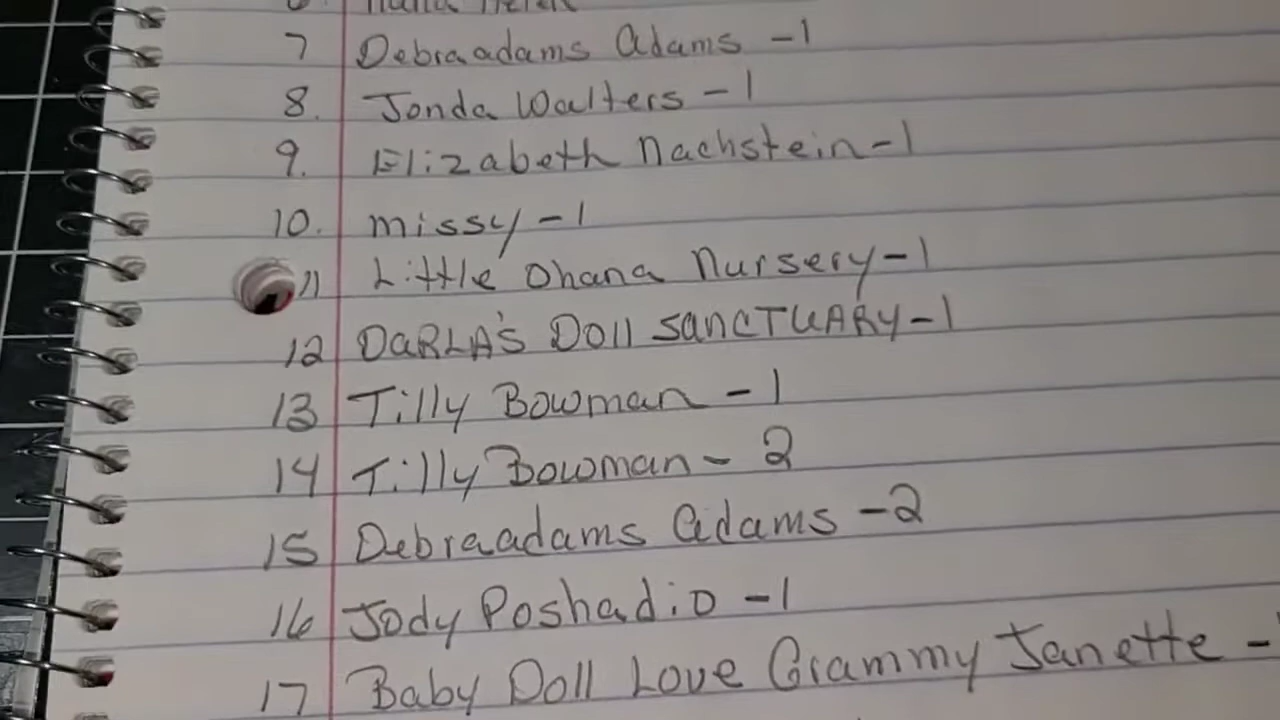 7 Debraadams Adams -1
8. Jonda Walters -1
9. Elizabeth Nachstein -1
10. missy -1
11 Little Ohana Nursery -1
12 DaRLA'S Doll SancTUARY -1
13 Tilly Bowman -1
14 Tilly Bowman - 2
15 Debraadams Adams -2
16 Jody Poshadio -1
17 Baby Doll Love Grammy Janette -